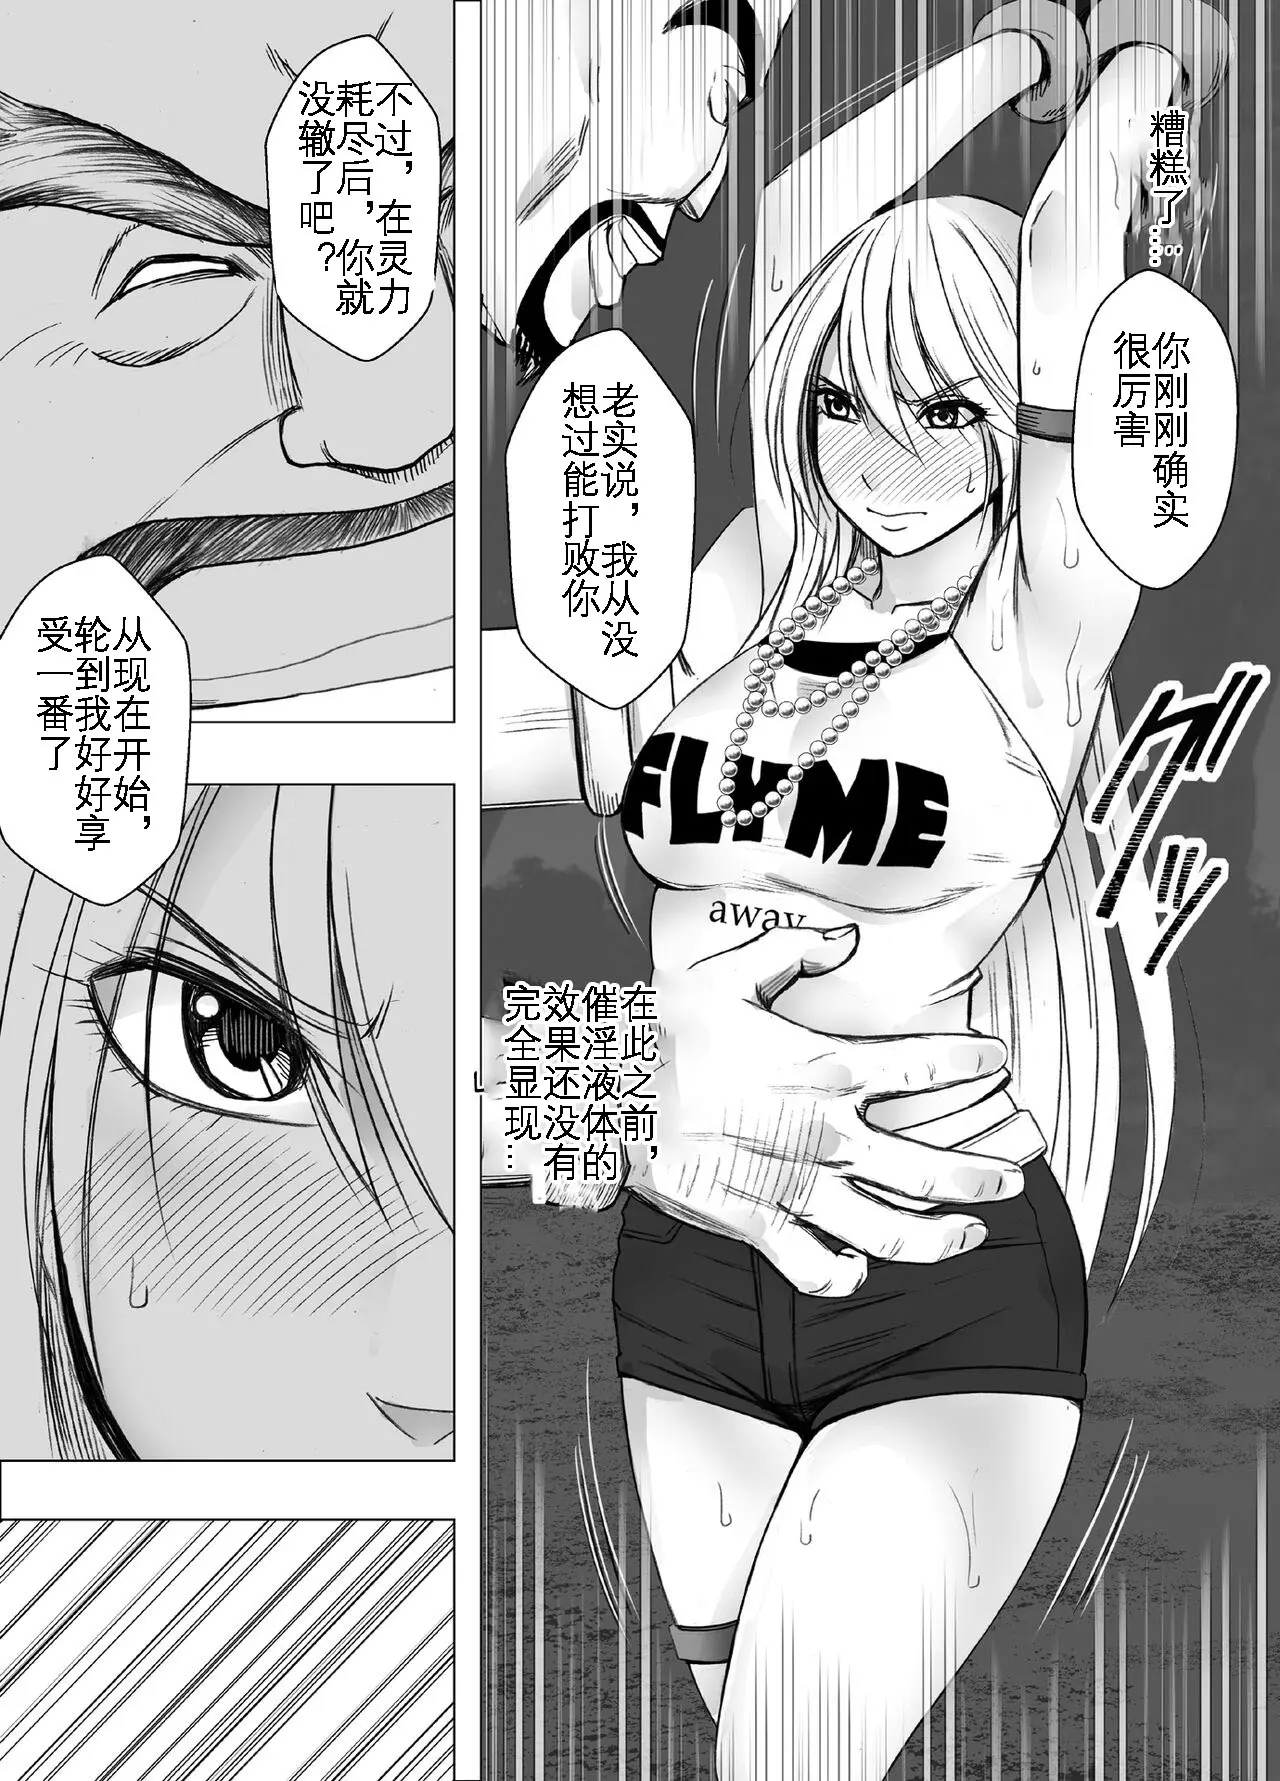 糟糕了……
你刚刚确实
很厉害
老实说，我从没
想过能打败你
FLYME
away
在此之前，
催淫液体的
效果还没有
完全显现…
グググッ
不过，在灵力
耗尽后，你就
没辙了吧？
从现在开始，
轮到我好好享
受一番了